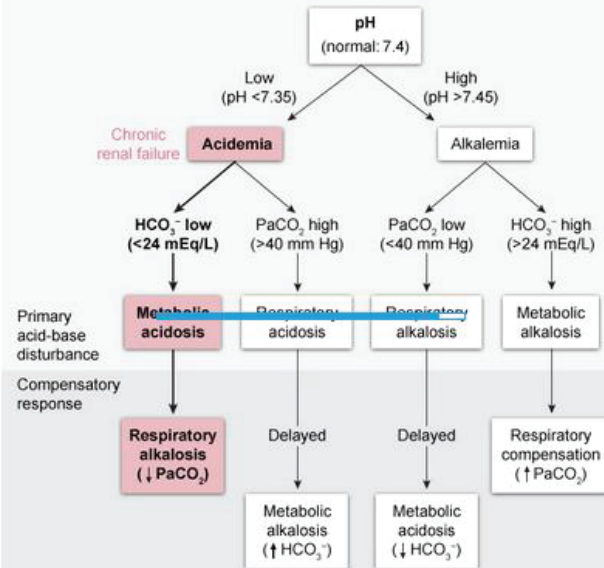 pH
(normal: 7.4)
Low
(pH <7.35)
High
(pH >7.45)
Chronic
renal failure
Acidemia
Alkalemia
HCO₃⁻ low
(<24 mEq/L)
PaCO₂ high
(>40 mm Hg)
PaCO₂ low
(<40 mm Hg)
HCO₃⁻ high
(>24 mEq/L)
Primary
acid-base
disturbance
Metabolic
acidosis
Respiratory
acidosis
Respiratory
alkalosis
Metabolic
alkalosis
Compensatory
response
Respiratory
alkalosis
(↓PaCO₂)
Delayed
Delayed
Respiratory
compensation
(↑PaCO₂)
Metabolic
alkalosis
(↑HCO₃⁻)
Metabolic
acidosis
(↓HCO₃⁻)